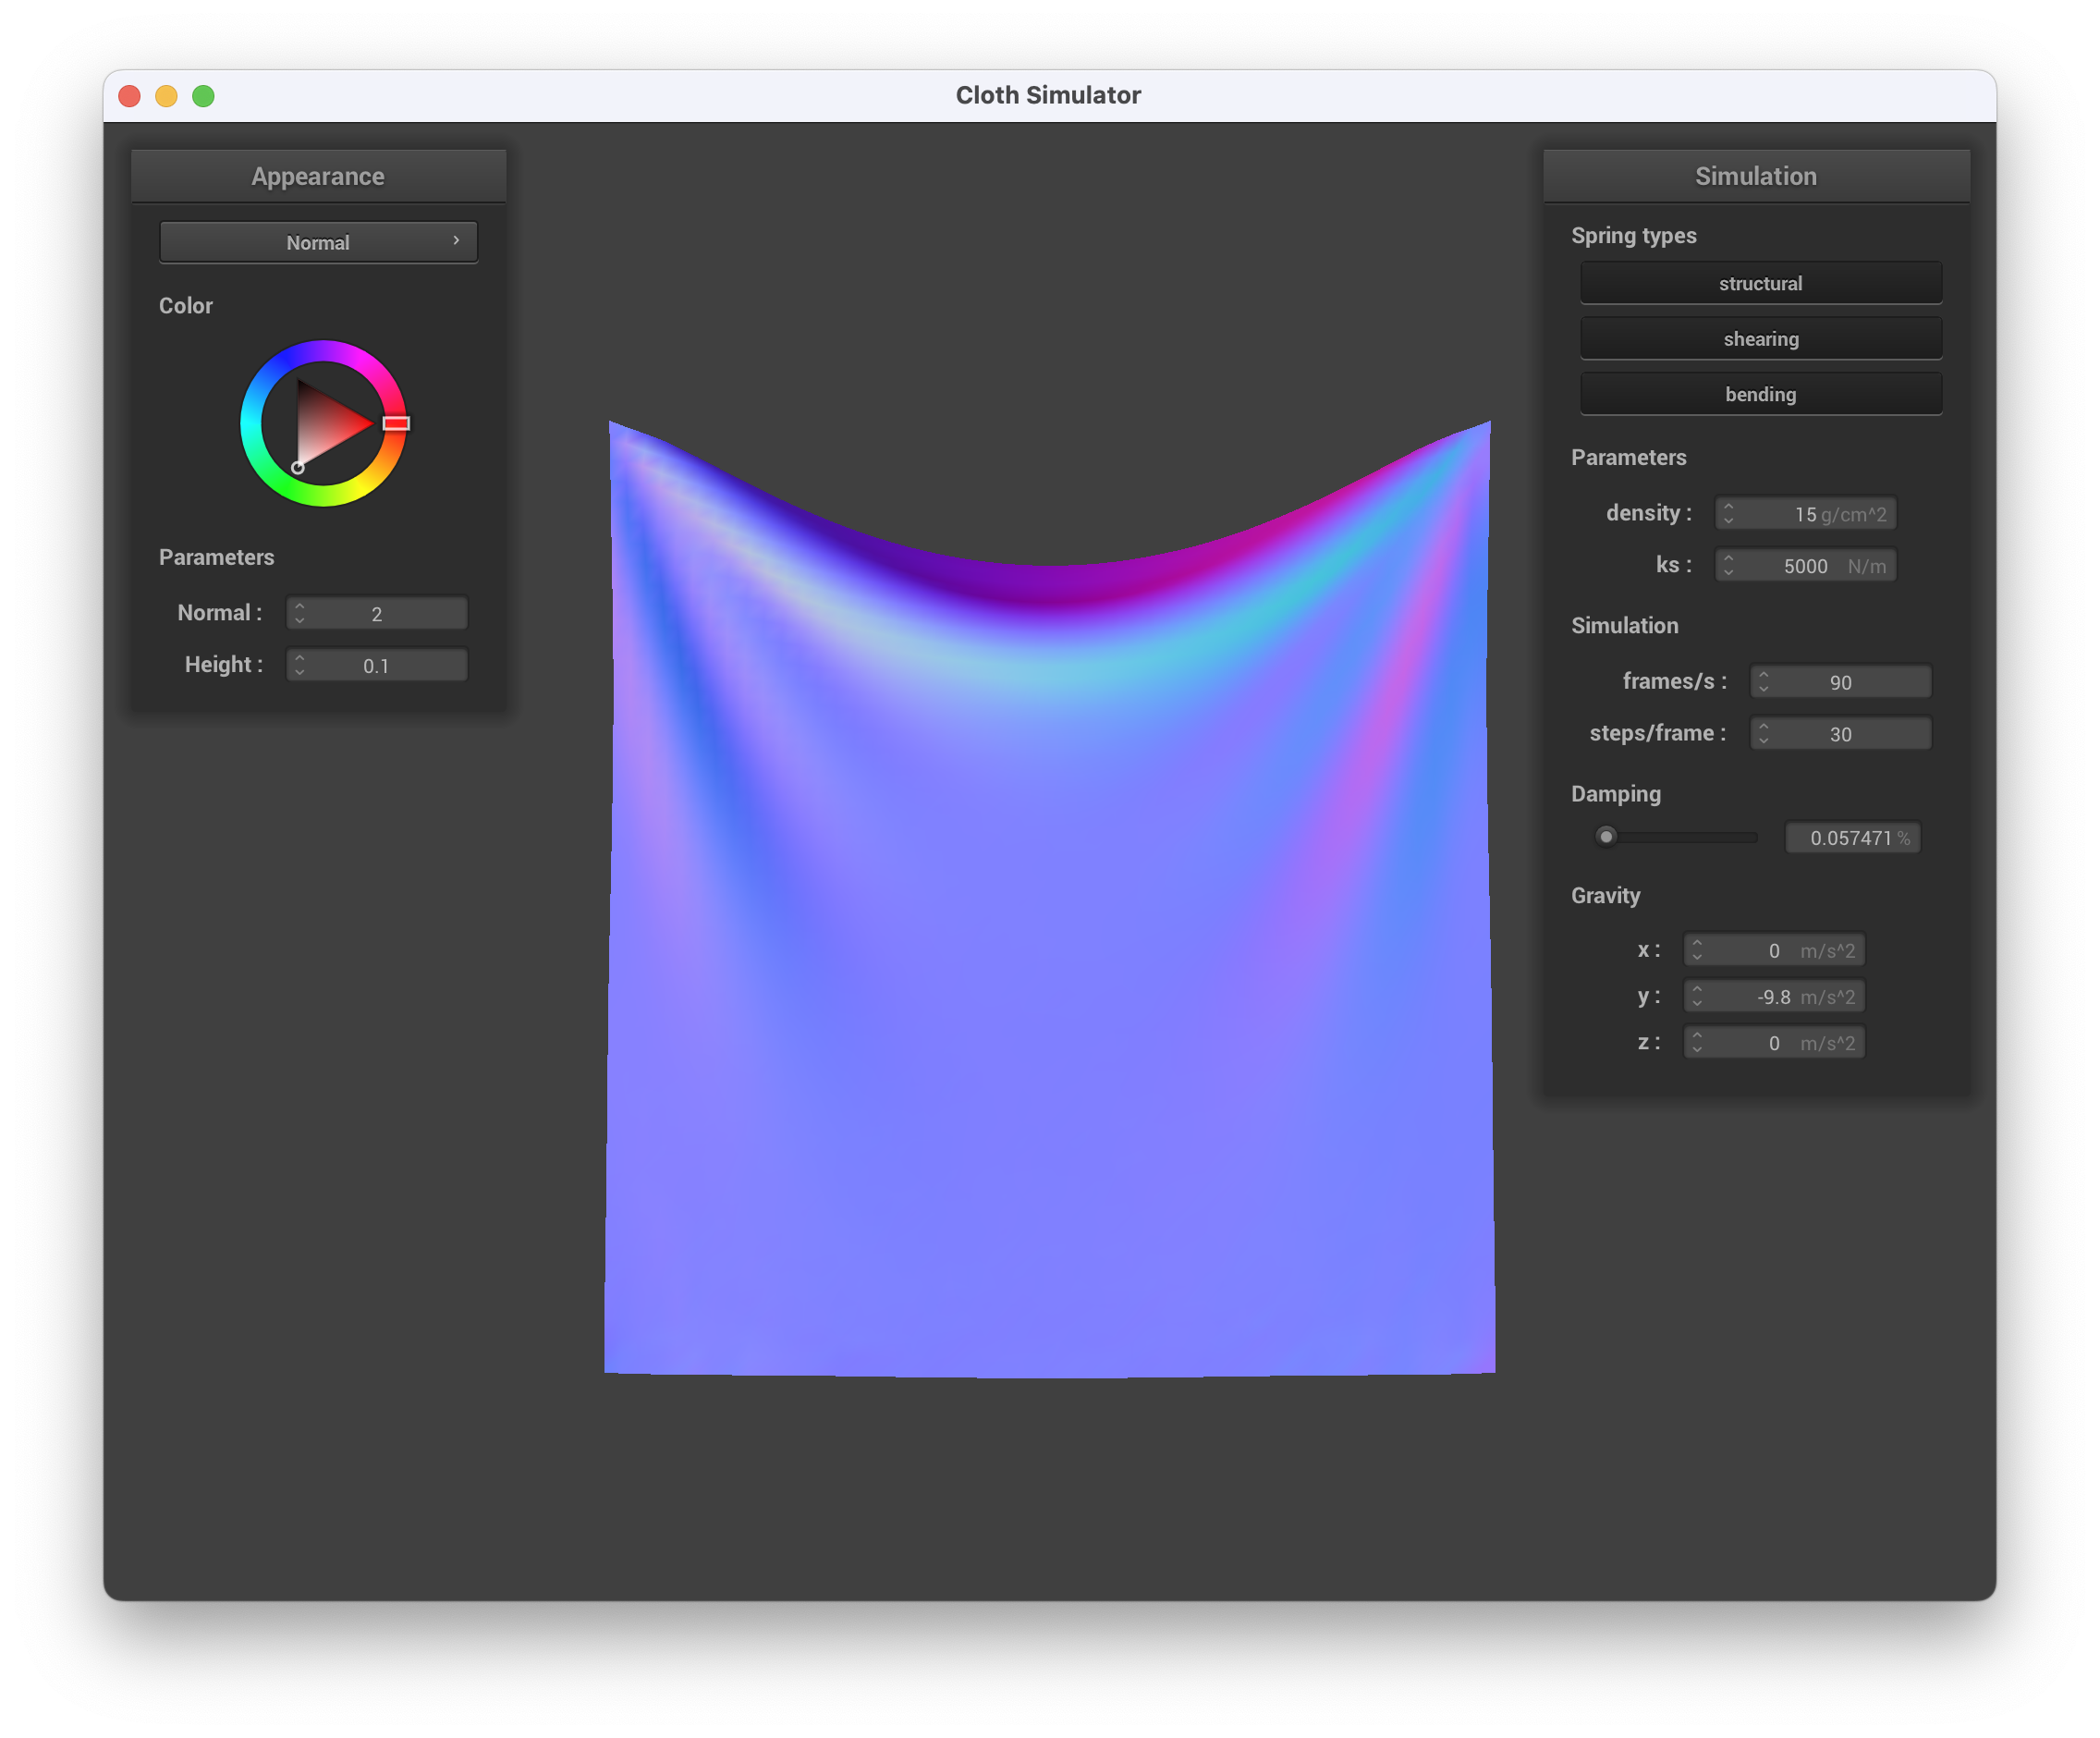 Cloth Simulator
Appearance
Normal
Color
Parameters
Normal : 2
Height : 0.1
Simulation
Spring types
structural
shearing
bending
Parameters
density : 15 g/cm^2
ks : 5000 N/m
Simulation
frames/s : 90
steps/frame : 30
Damping
0.057471 %
Gravity
x : 0 m/s^2
y : -9.8 m/s^2
z : 0 m/s^2